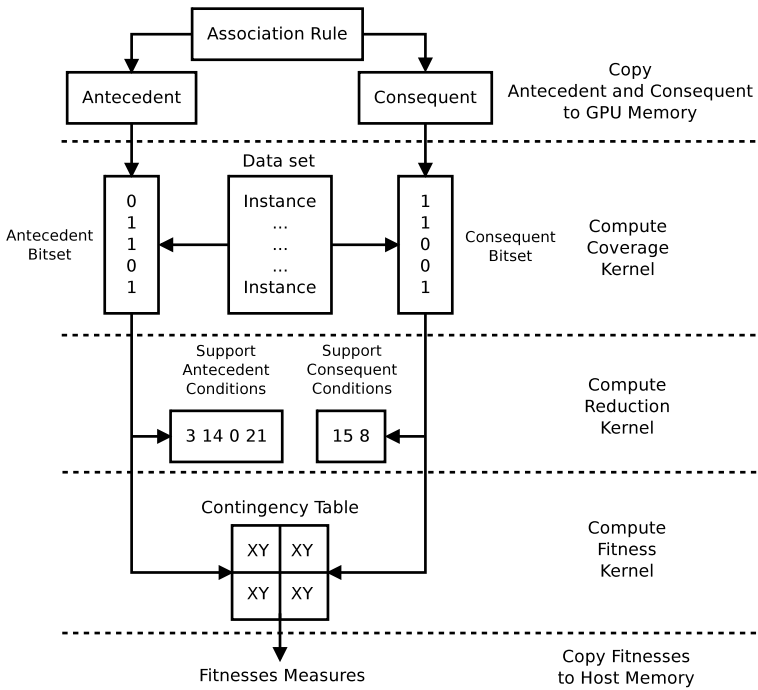 Association Rule
Antecedent
Consequent
Copy
Antecedent and Consequent
to GPU Memory
Data set
Antecedent
Bitset
0
1
1
0
1
Instance
...
...
...
Instance
1
1
0
0
1
Consequent
Bitset
Compute
Coverage
Kernel
Support
Antecedent
Conditions
3 14 0 21
Support
Consequent
Conditions
15 8
Compute
Reduction
Kernel
Contingency Table
XY XY
XY XY
Compute
Fitness
Kernel
Fitnesses Measures
Copy Fitnesses
to Host Memory